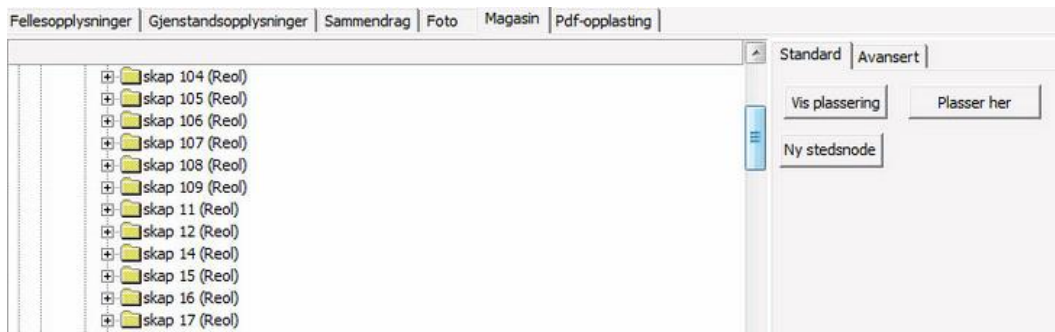 Fellesopplysninger Gjenstandsopplysninger Sammendrag Foto Magasin Pdf-opplasting
skap 104 (Reol)
skap 105 (Reol)
skap 106 (Reol)
skap 107 (Reol)
skap 108 (Reol)
skap 109 (Reol)
skap 11 (Reol)
skap 12 (Reol)
skap 14 (Reol)
skap 15 (Reol)
skap 16 (Reol)
skap 17 (Reol)
Standard Avansert
Vis plassering Plasser her
Ny stedsnode